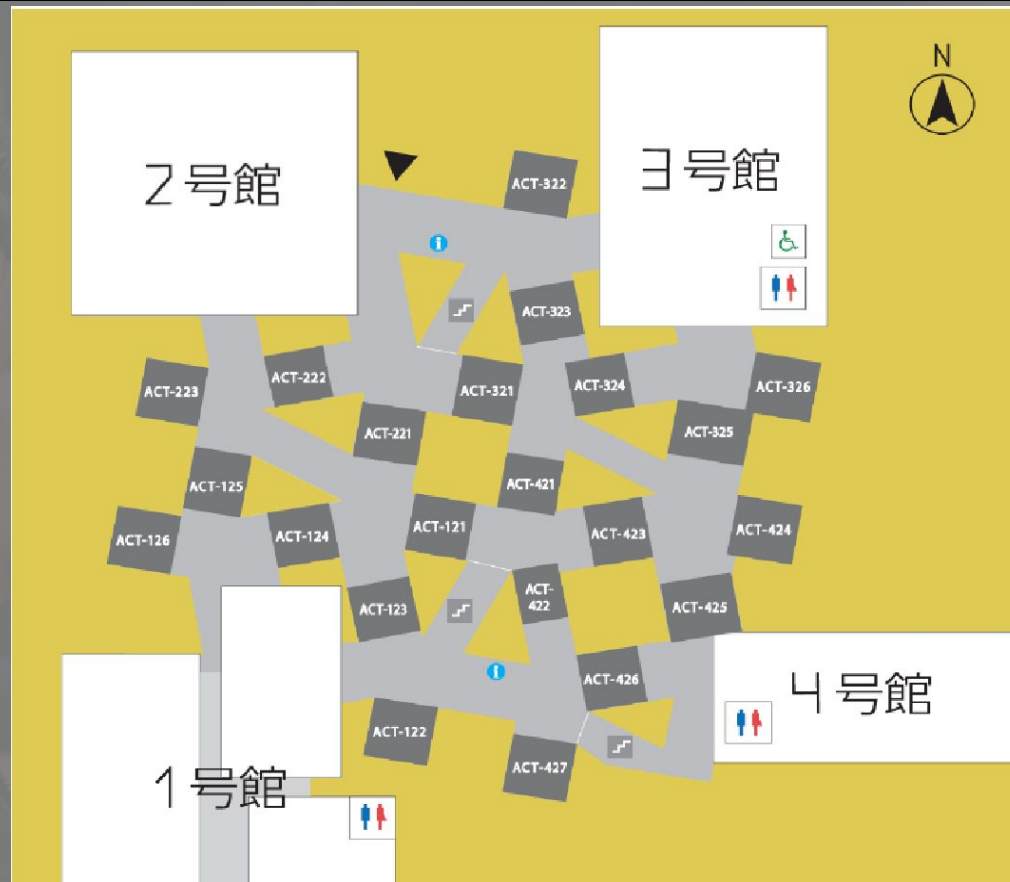 N
2号館
3号館
ACT-322
i
ACT-323
ACT-222
ACT-223
ACT-321
ACT-324
ACT-326
ACT-221
ACT-325
ACT-125
ACT-421
ACT-126
ACT-124
ACT-121
ACT-423
ACT-424
ACT-123
ACT-
422
ACT-425
i
ACT-426
4号館
ACT-122
ACT-427
1号館